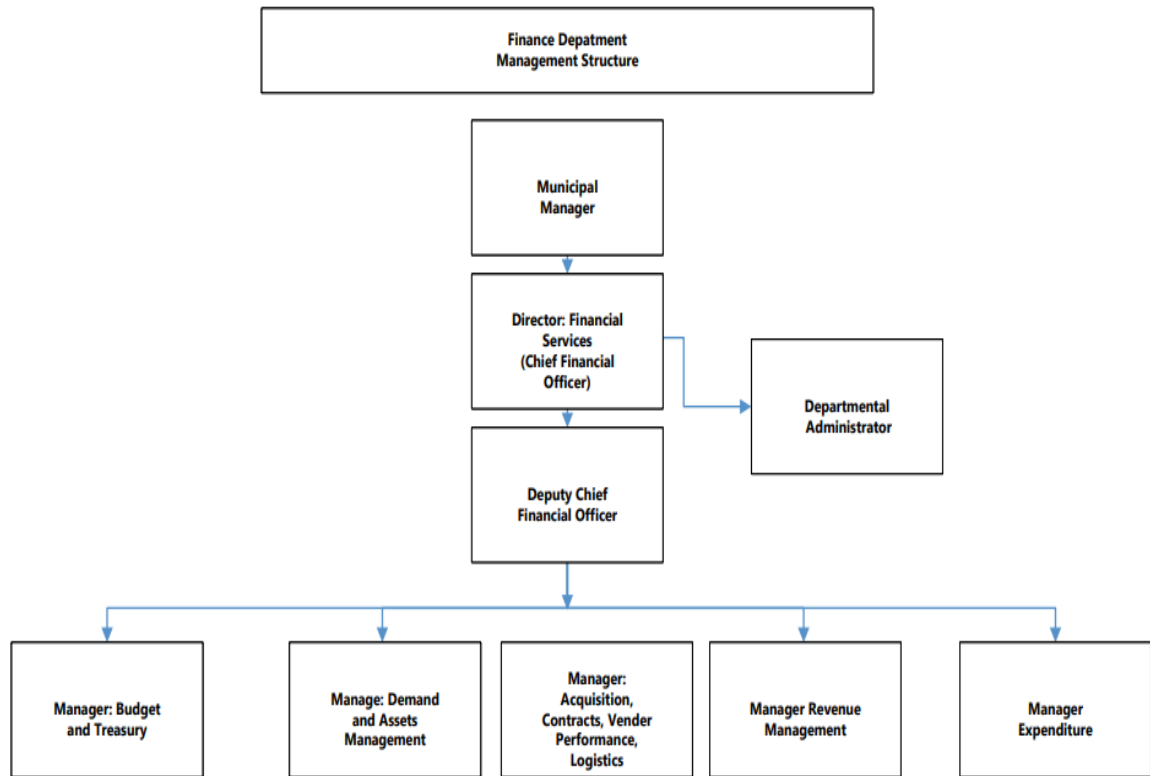 Finance Depatment
Management Structure
Municipal
Manager
Director: Financial
Services
(Chief Financial
Officer)
Departmental
Administrator
Deputy Chief
Financial Officer
Manager: Budget
and Treasury
Manage: Demand
and Assets
Management
Manager:
Acquisition,
Contracts, Vender
Performance,
Logistics
Manager Revenue
Management
Manager
Expenditure